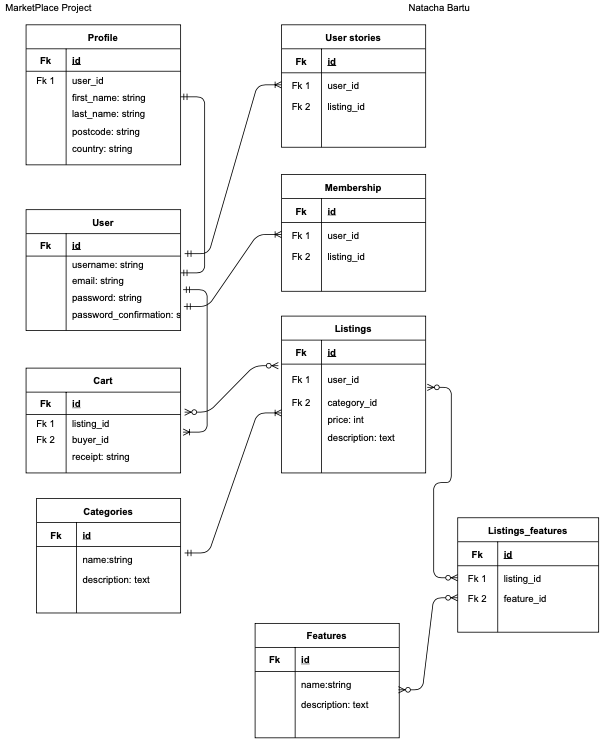 MarketPlace Project
Natacha Bartu
Profile
Fk id
Fk 1 user_id
first_name: string
last_name: string
postcode: string
country: string
User stories
Fk id
Fk 1 user_id
Fk 2 listing_id
Membership
Fk id
Fk 1 user_id
Fk 2 listing_id
User
Fk id
username: string
email: string
password: string
password_confirmation: s
Listings
Fk id
Fk 1 user_id
Fk 2 category_id
price: int
description: text
Cart
Fk id
Fk 1 listing_id
Fk 2 buyer_id
receipt: string
Categories
Fk id
name:string
description: text
Listings_features
Fk id
Fk 1 listing_id
Fk 2 feature_id
Features
Fk id
name:string
description: text